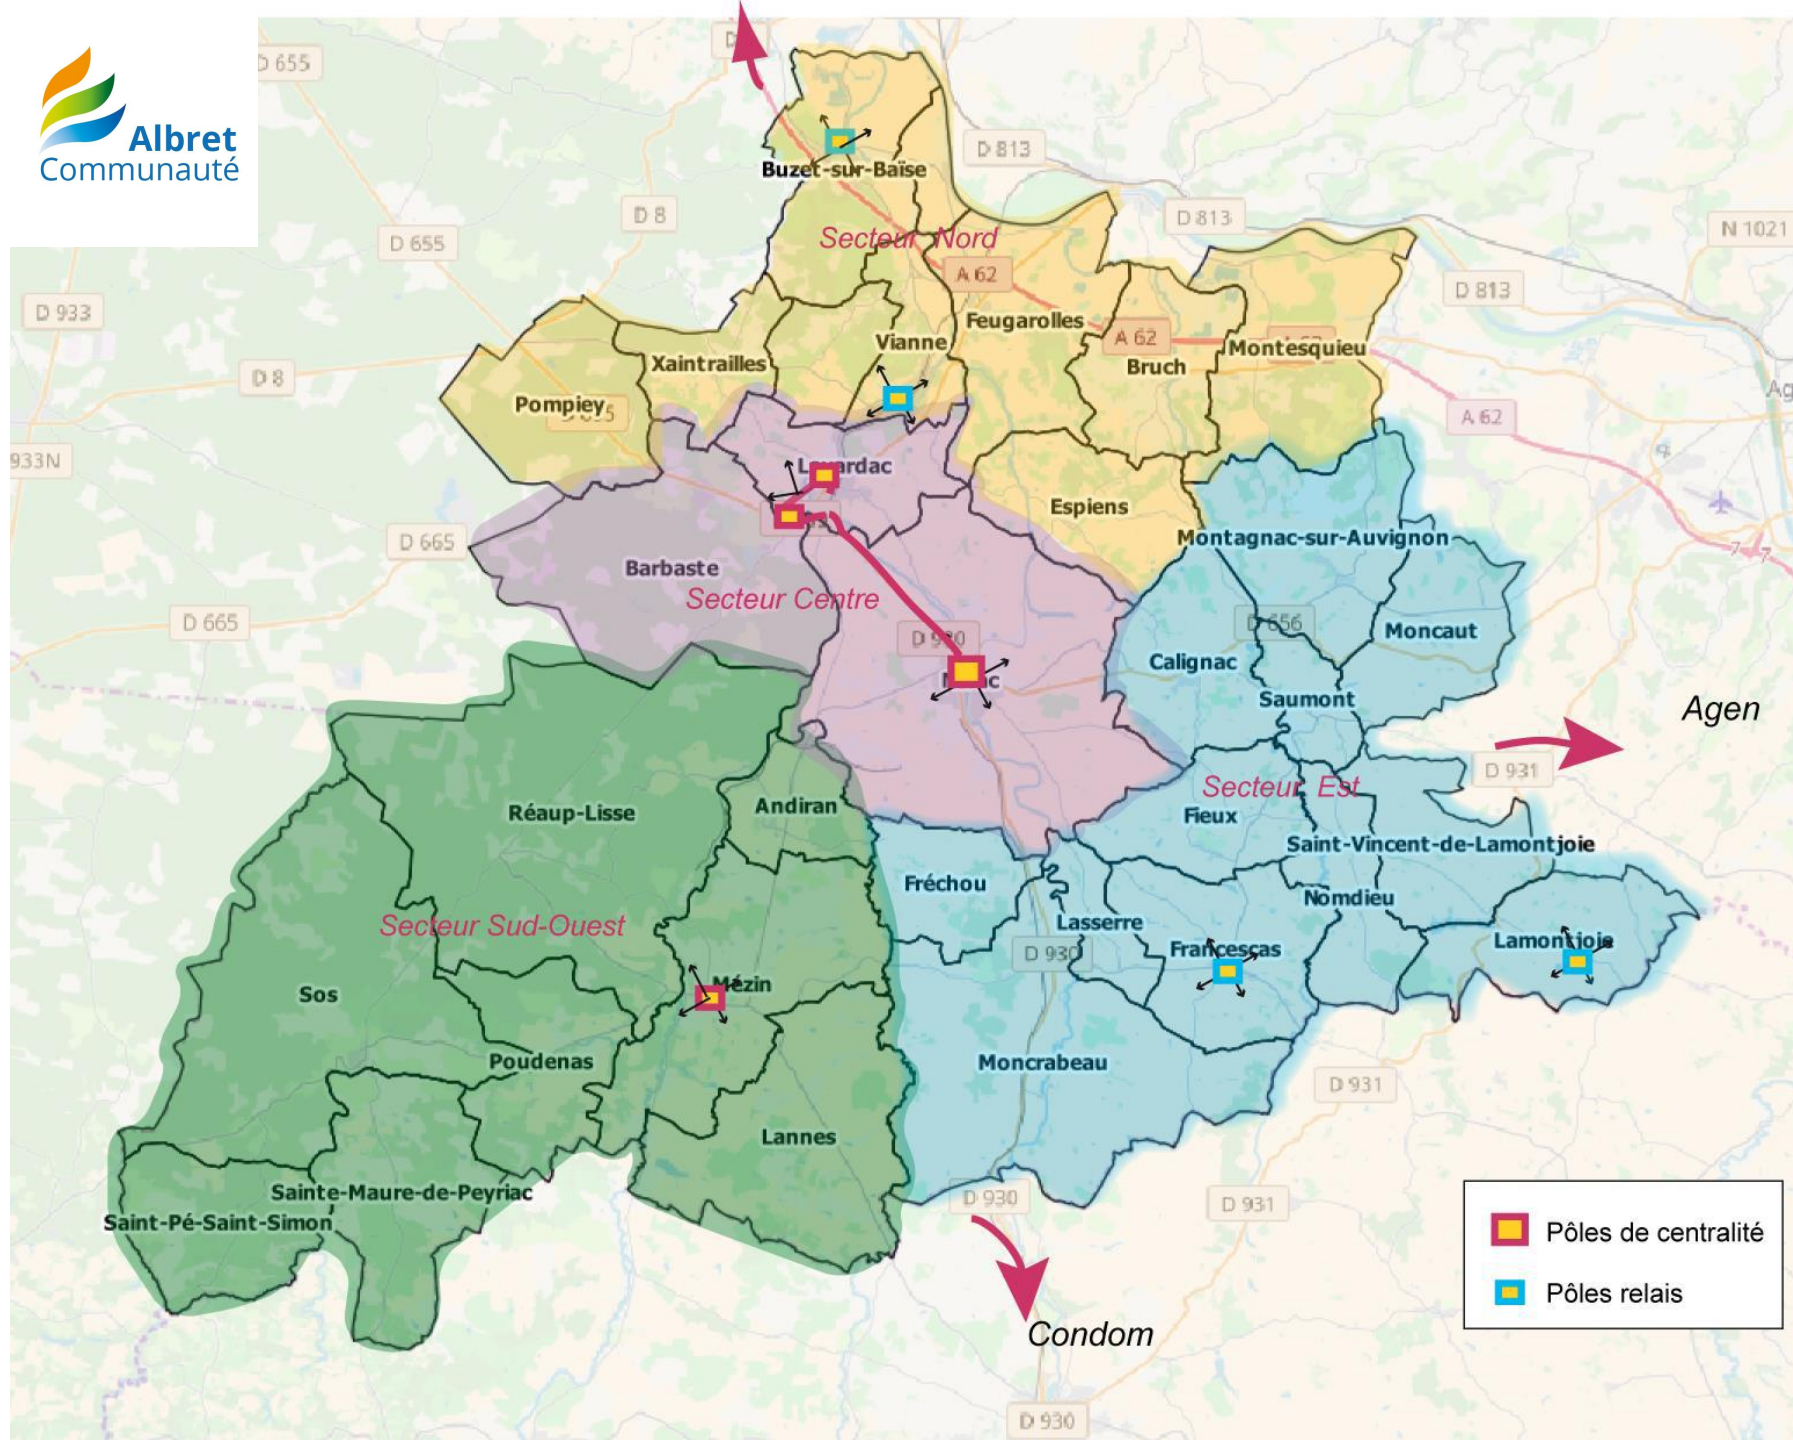 D 655
Albret
Communauté
D 813
D 8
D 813
D 655
N 1021
Buzet-sur-Baïse
Secteur Nord
A 62
D 813
D 933
Feugarolles
Vianne
A 62
Montesquieu
Xaintrailles
Bruch
D 8
Pompiey
A 62
933N
Espiens
D 665
Montagnac-sur-Auvignon
Barbaste
Secteur Centre
D 665
D 656
Moncaut
Calignac
Saumont
Agen
D 931
Secteur Est
Andiran
Réaup-Lisse
Fieux
Saint-Vincent-de-Lamontjoie
Fréchou
Nomdieu
Lasserre
Secteur Sud-Ouest
Francescas
Lamontjoie
D 930
Mézin
Sos
Poudenas
Moncrabeau
D 931
Lannes
Sainte-Maure-de-Peyriac
D 930
D 931
Saint-Pé-Saint-Simon
Pôles de centralité
Pôles relais
Condom
D 930